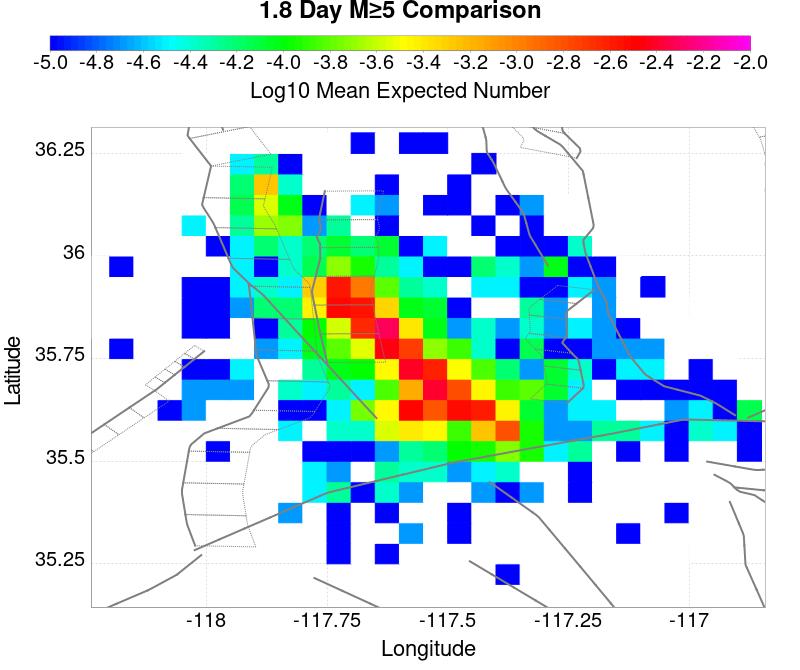 1.8 Day M≥5 Comparison
-5.0 -4.8 -4.6 -4.4 -4.2 -4.0 -3.8 -3.6 -3.4 -3.2 -3.0 -2.8 -2.6 -2.4 -2.2 -2.0
Log10 Mean Expected Number
36.25
36
35.75
35.5
35.25
Latitude
-118 -117.75 -117.5 -117.25 -117
Longitude